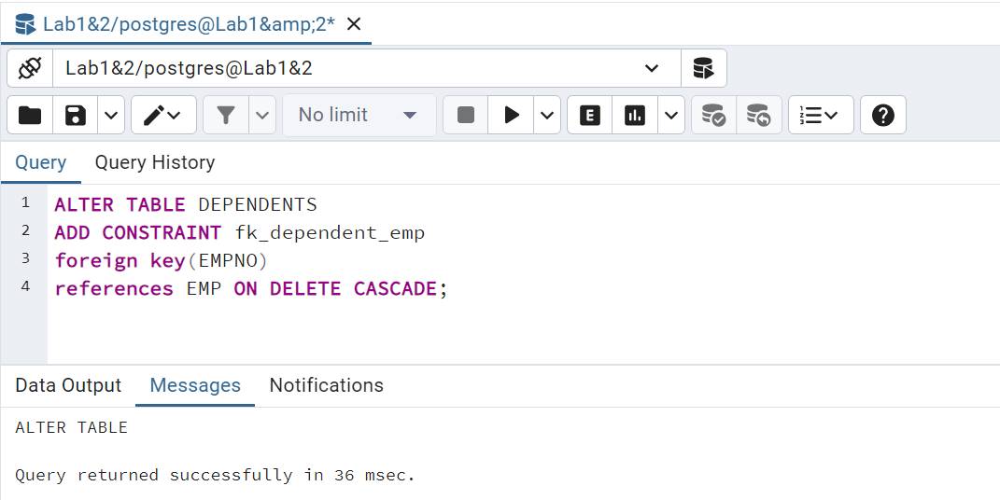 Lab1&2/postgres@Lab1&amp;2*
Lab1&2/postgres@Lab1&2
No limit
E
Query Query History
1 ALTER TABLE DEPENDENTS
2 ADD CONSTRAINT fk_dependent_emp
3 foreign key(EMPNO)
4 references EMP ON DELETE CASCADE;
Data Output Messages Notifications
ALTER TABLE
Query returned successfully in 36 msec.